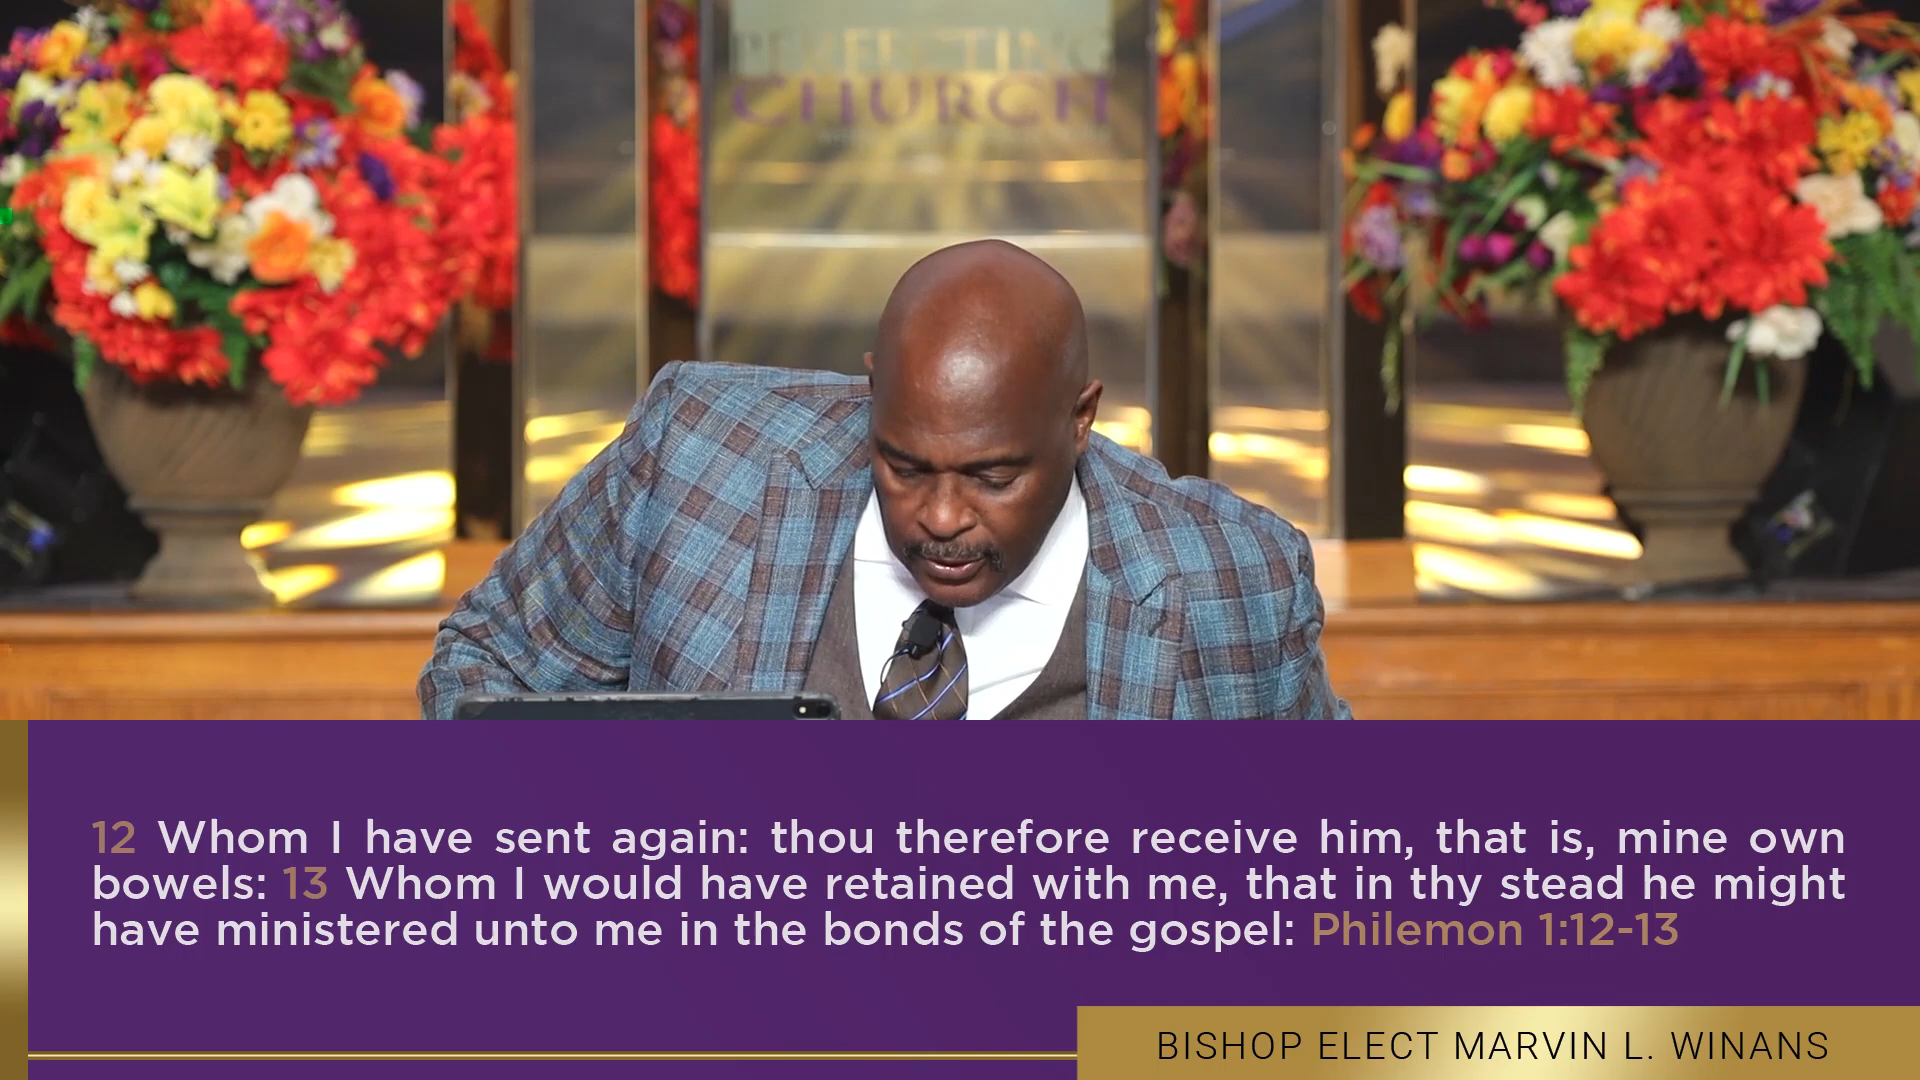 PERFECTING
CHURCH
12 Whom I have sent again: thou therefore receive him, that is, mine own
bowels: 13 Whom I would have retained with me, that in thy stead he might
have ministered unto me in the bonds of the gospel: Philemon 1:12-13
BISHOP ELECT MARVIN L. WINANS